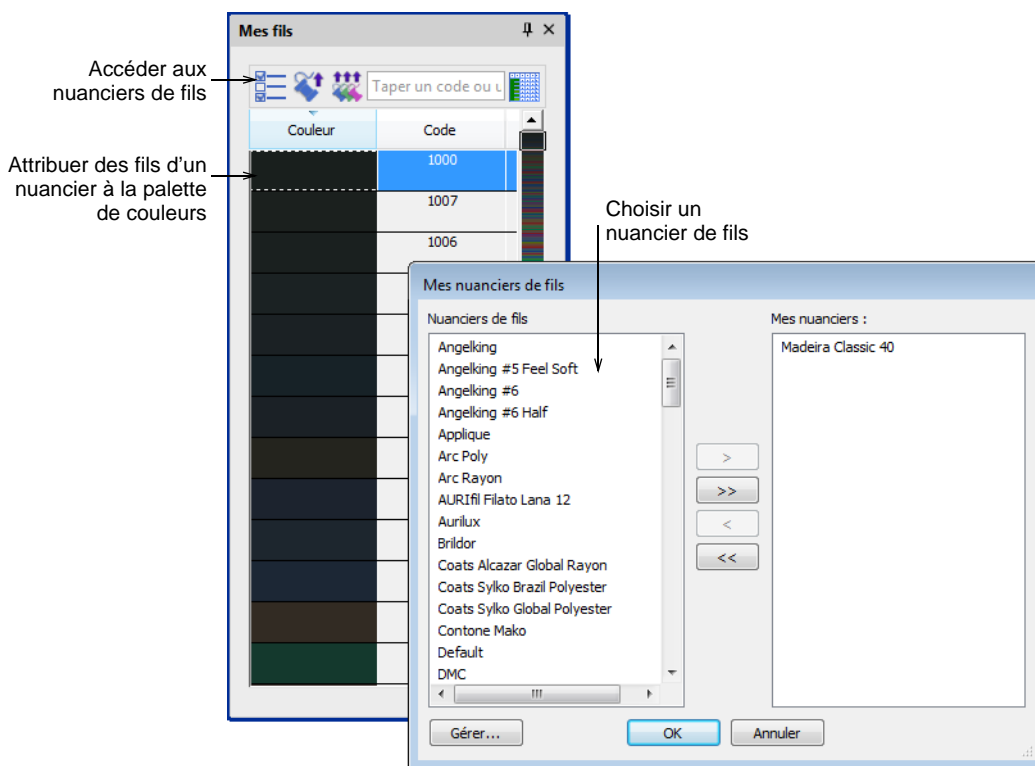 Mes fils
Accéder aux
nuanciers de fils
Taper un code ou u
Couleur
Code
Attribuer des fils d'un
nuancier à la palette
de couleurs
1000
1007
1006
Choisir un
nuancier de fils
Mes nuanciers de fils
Nuanciers de fils
Mes nuanciers :
Angelking
Angelking #5 Feel Soft
Angelking #6
Angelking #6 Half
Applique
Arc Poly
Arc Rayon
AURIfil Filato Lana 12
Aurilux
Brildor
Coats Alcazar Global Rayon
Coats Sylko Brazil Polyester
Coats Sylko Global Polyester
Contone Mako
Default
DMC
Madeira Classic 40
>
>>
<
<<
Gérer...
OK
Annuler